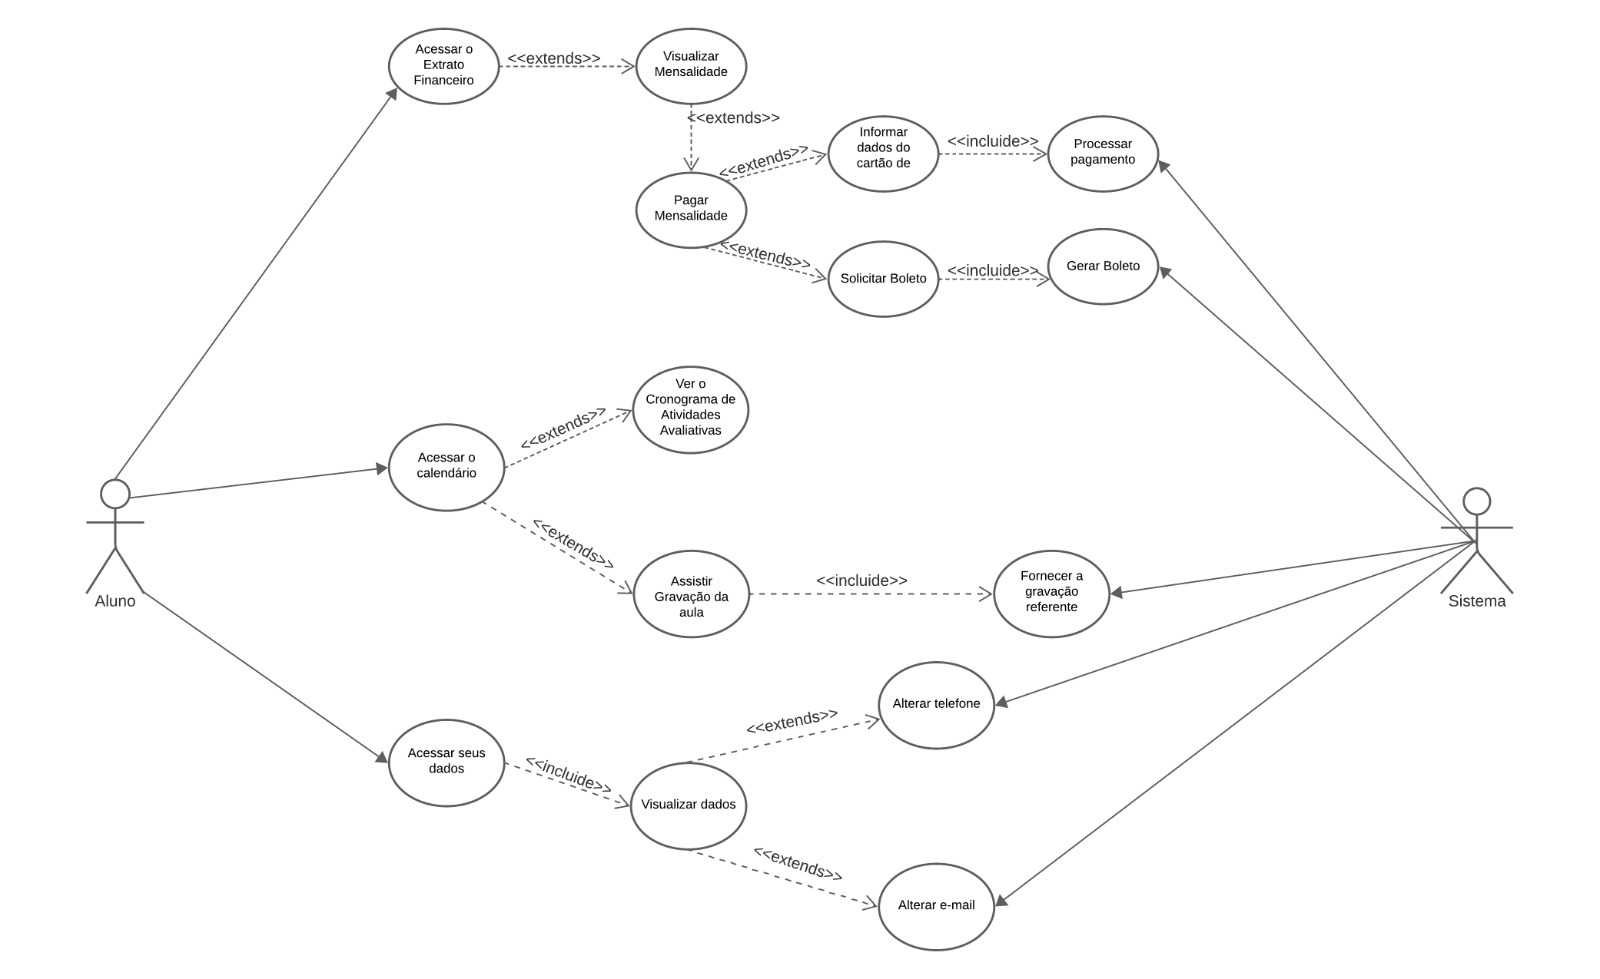 Acessar o
Extrato
Financeiro
<<extends>>
Visualizar
Mensalidade
<<extends>>
Informar
dados do
cartão de
<<incluide>>
Processar
pagamento
<<extends>>
Pagar
Mensalidade
<<extends>>
Solicitar Boleto
<<incluide>>
Gerar Boleto
Ver o
Cronograma de
Atividades
Avaliativas
<<extends>>
Acessar o
calendário
<<extends>>
Assistir
Gravação da
aula
<<incluide>>
Fornecer a
gravação
referente
Aluno
Sistema
Alterar telefone
<<extends>>
Acessar seus
dados
<<incluide>>
Visualizar dados
<<extends>>
Alterar e-mail